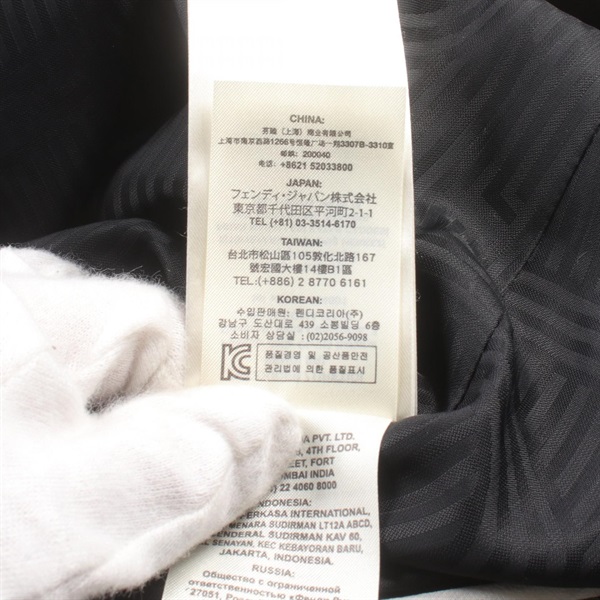 CHINA:
芬迪（上海）商业有限公司
上海市南京西路1266号恒隆广场一期3307B-3310室
邮编: 200040
電話:+8621 52033800
JAPAN:
フェンディ・ジャパン株式会社
東京都千代田区平河町2-1-1
TEL (+81) 03-3514-6170
TAIWAN:
台北市松山區105敦化北路167
號宏國大樓14樓B1區
TEL:(+886) 2 8770 6161
KOREAN:
수입판매원: 펜디코리아(주)
강남구 도산대로 439 소봉빌딩 6층
소비자 상담실: (02)2056-9098
품질경영 및 공산품안전
관리법에 의한 품질표시
PVT. LTD.
4TH FLOOR,
FORT
INDIA
22 4060 8000
INDONESIA:
PERKASA INTERNATIONAL,
MENARA SUDIRMAN LT12A ABCD,
SUDIRMAN KAV 60,
SENAYAN, KEC KEBAYORAN BARU,
JAKARTA, INDONESIA.
RUSSIA:
Общество с ограниченной
ответственностью
27051,